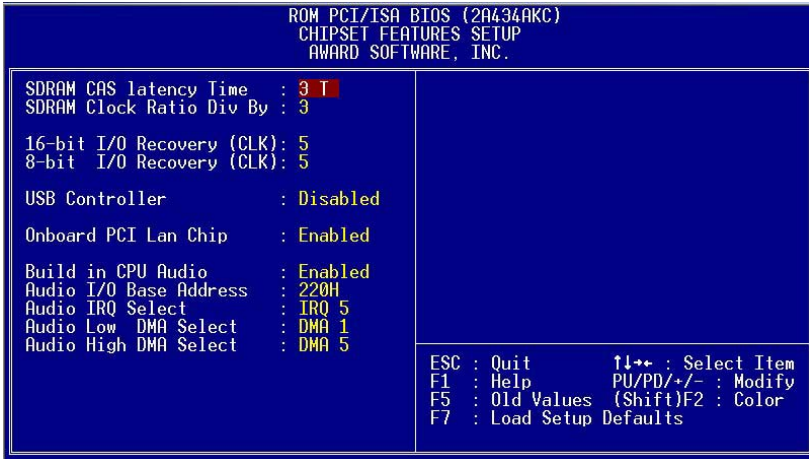 ROM PCI/ISA BIOS (2A434AKC)
CHIPSET FEATURES SETUP
AWARD SOFTWARE, INC.
SDRAM CAS latency Time : 3 T
SDRAM Clock Ratio Div By : 3
16-bit I/O Recovery (CLK): 5
8-bit I/O Recovery (CLK): 5
USB Controller : Disabled
Onboard PCI Lan Chip : Enabled
Build in CPU Audio : Enabled
Audio I/O Base Address : 220H
Audio IRQ Select : IRQ 5
Audio Low DMA Select : DMA 1
Audio High DMA Select : DMA 5
ESC : Quit ↑↓→← : Select Item
F1 : Help PU/PD/+/- : Modify
F5 : Old Values (Shift)F2 : Color
F7 : Load Setup Defaults